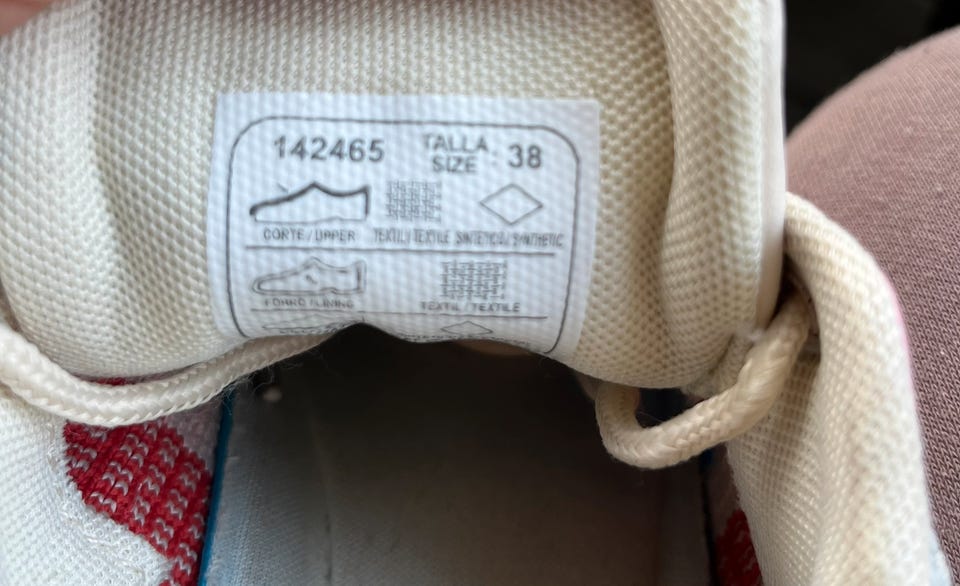 142465 TALLA : 38
SIZE
CORTE/UPPER TEXTIL/TEXTILE SINTETICO/SYNTHETIC
FORRO/LINING TEXTIL/TEXTILE